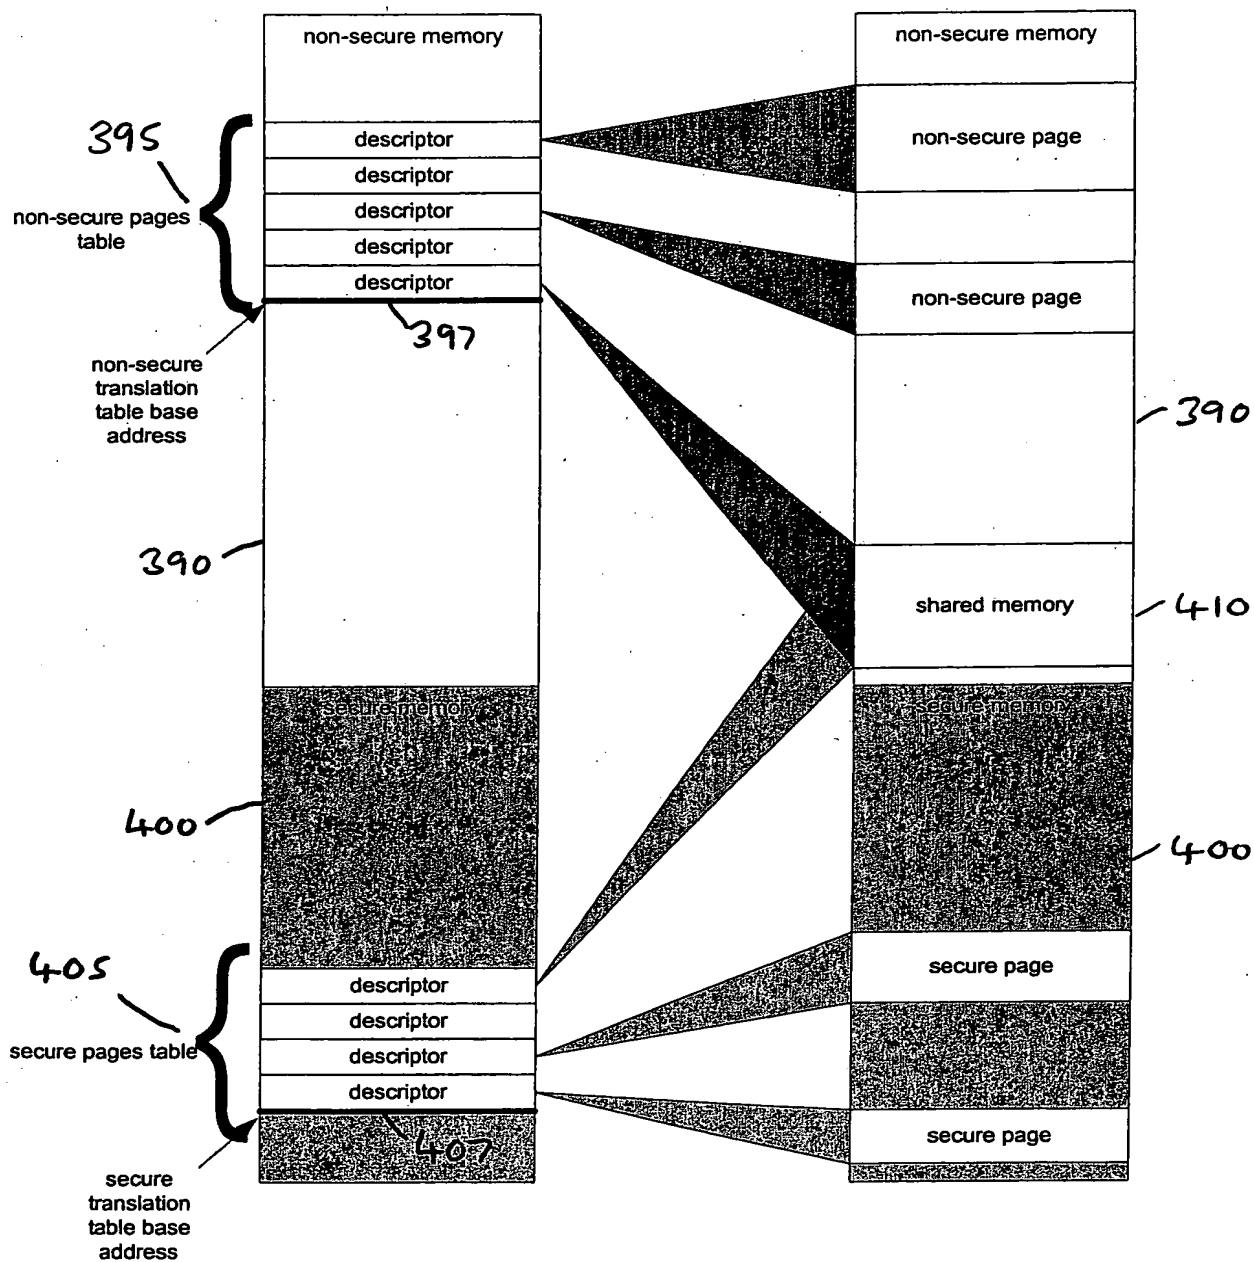 non-secure memory
395
descriptor
descriptor
descriptor
descriptor
descriptor
non-secure pages
table
397
non-secure
translation
table base
address
390
secure memory
400
405
descriptor
descriptor
descriptor
descriptor
secure pages table
407
secure
translation
table base
address
non-secure memory
non-secure page
non-secure page
390
shared memory
410
secure memory
400
secure page
secure page